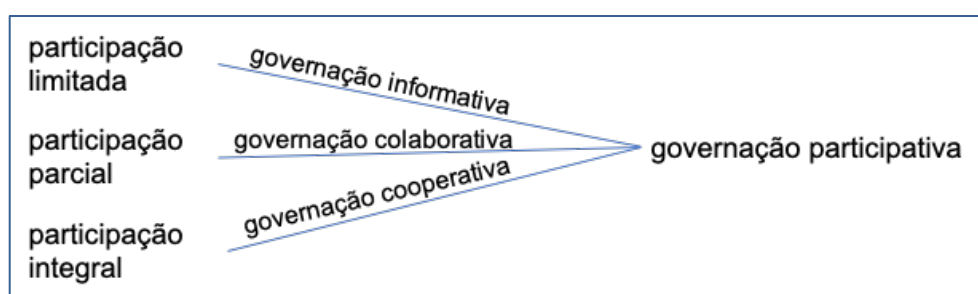 participação
limitada
governação informativa
participação
parcial
governação colaborativa
governação participativa
participação
integral
governação cooperativa